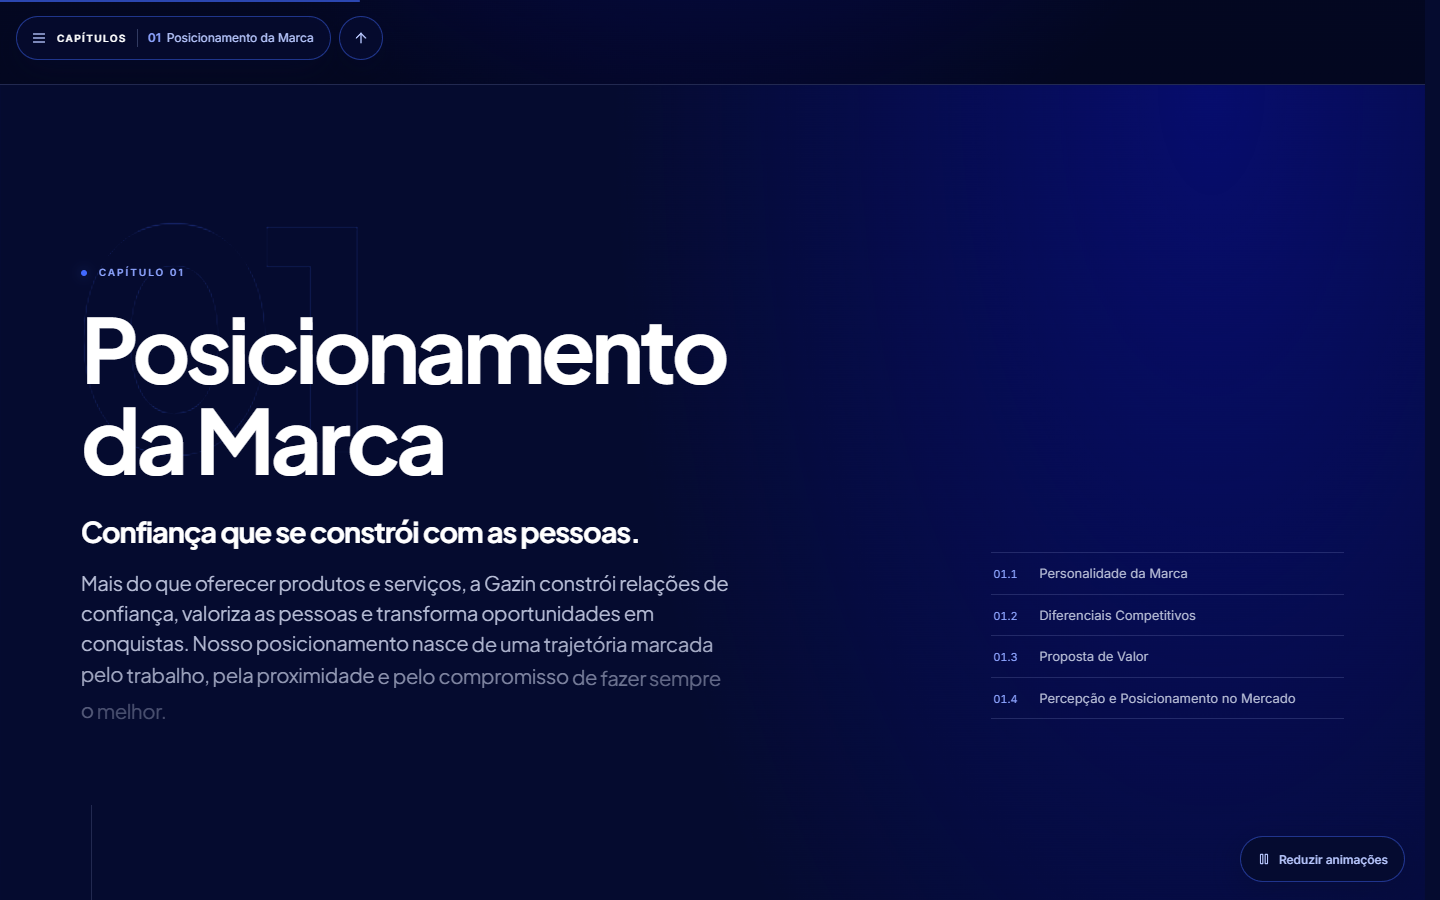 CAPÍTULOS
01 Posicionamento da Marca
01
CAPÍTULO 01
Posicionamento
da Marca
Confiança que se constrói com as pessoas.
Mais do que oferecer produtos e serviços, a Gazin constrói relações de
confiança, valoriza as pessoas e transforma oportunidades em
conquistas. Nosso posicionamento nasce de uma trajetória marcada
pelo trabalho, pela proximidade e pelo compromisso de fazer sempre
o melhor.
01.1 Personalidade da Marca
01.2 Diferenciais Competitivos
01.3 Proposta de Valor
01.4 Percepção e Posicionamento no Mercado
Reduzir animações